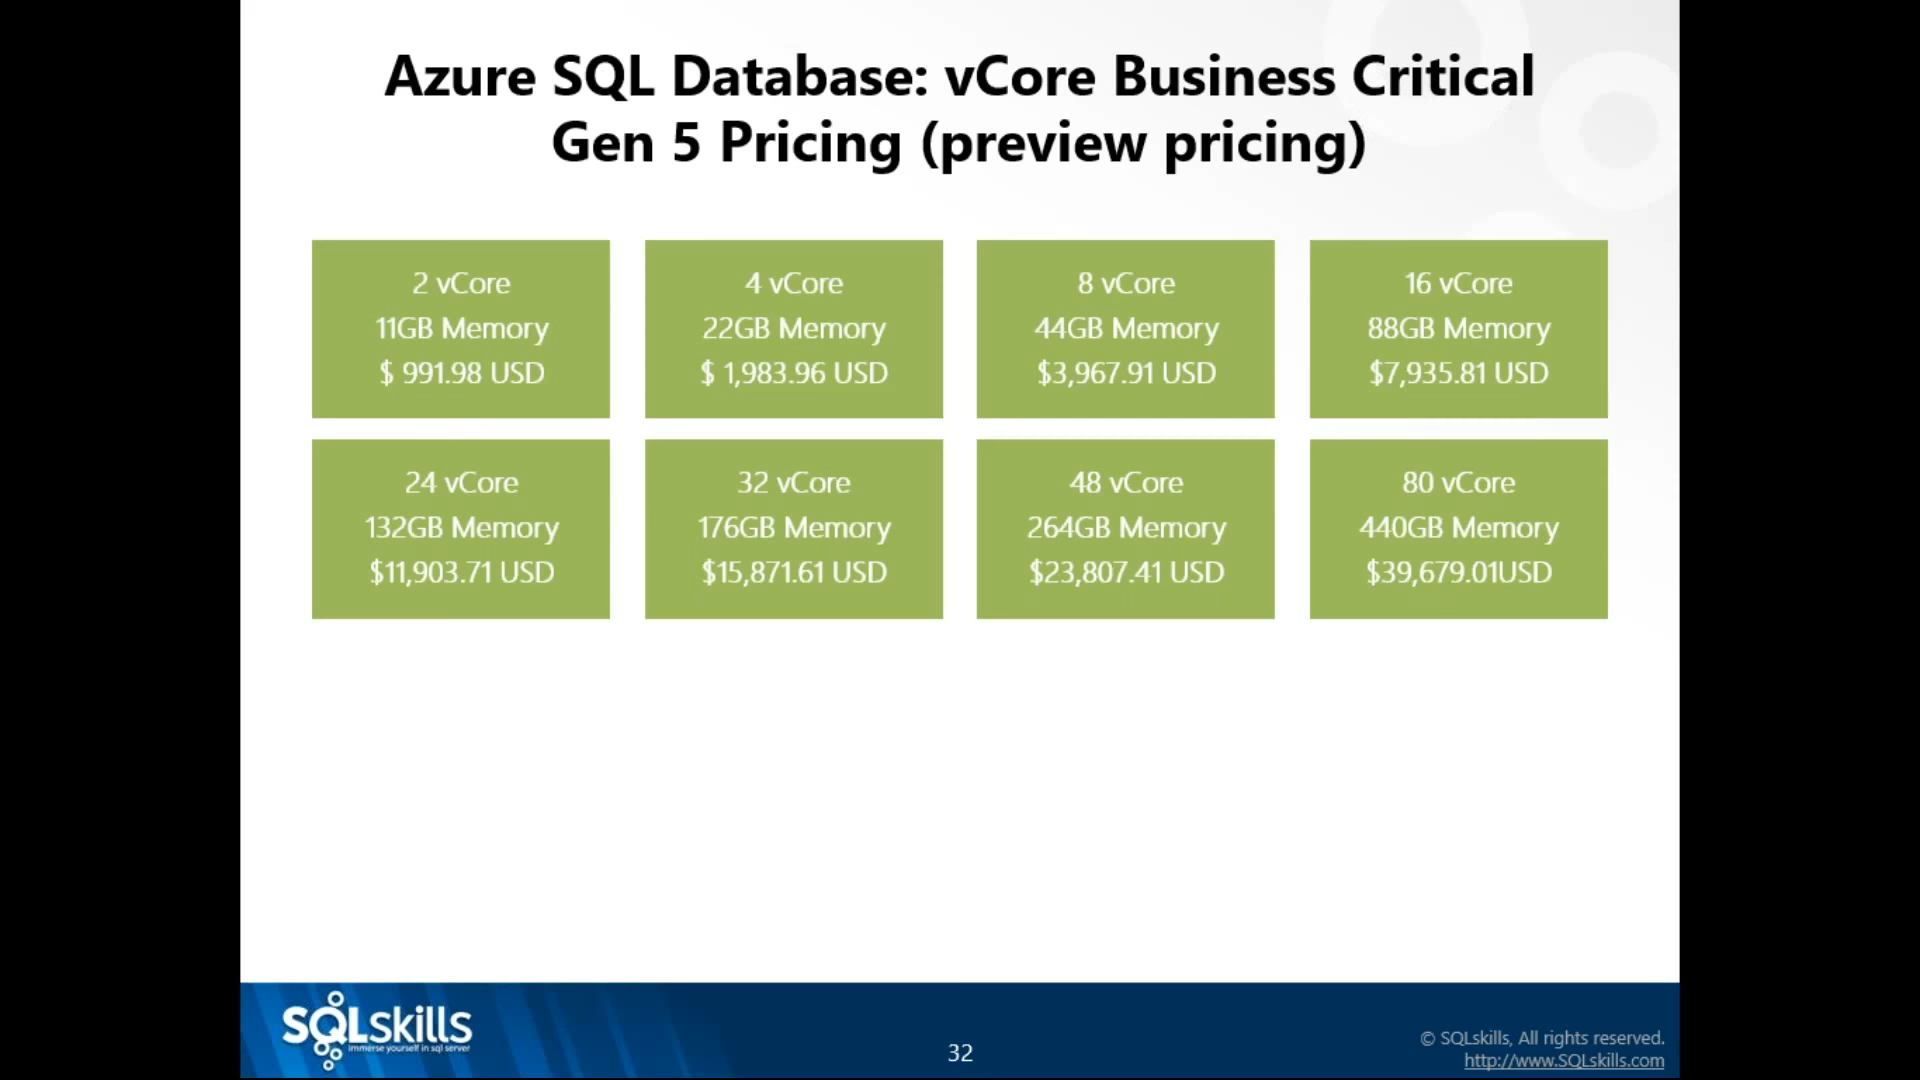 Azure SQL Database: vCore Business Critical
Gen 5 Pricing (preview pricing)
2 vCore
11GB Memory
$ 991.98 USD
4 vCore
22GB Memory
$ 1,983.96 USD
8 vCore
44GB Memory
$3,967.91 USD
16 vCore
88GB Memory
$7,935.81 USD
24 vCore
132GB Memory
$11,903.71 USD
32 vCore
176GB Memory
$15,871.61 USD
48 vCore
264GB Memory
$23,807.41 USD
80 vCore
440GB Memory
$39,679.01USD
SQLskills
immerse yourself in sql server
32
© SQLskills, All rights reserved.
http://www.SQLskills.com